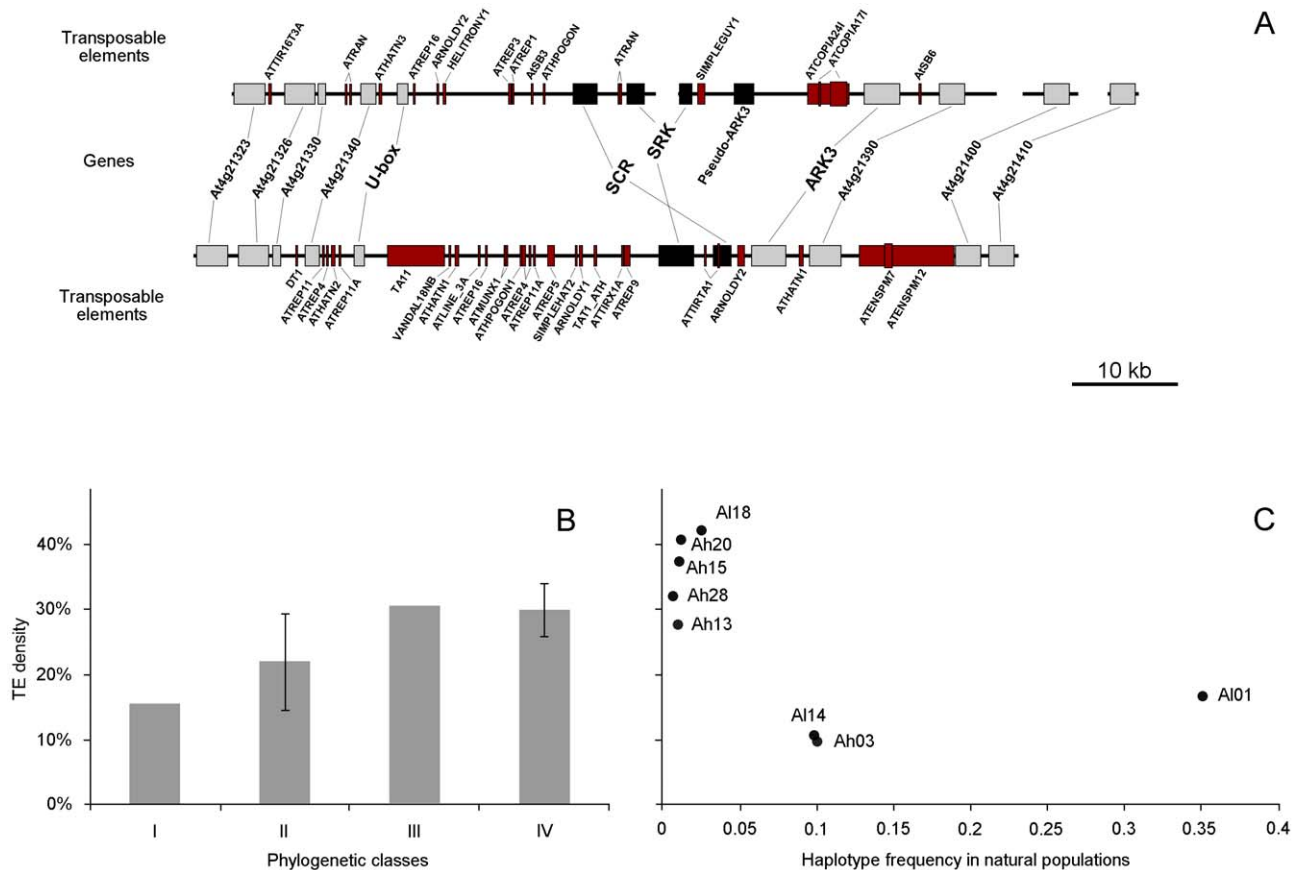 A
Transposable
elements
ATTIR16T3A
ATRAN
ATHATN3
ATREP16
ARNOLDY2
HELITRONY1
ATREP3
ATREP1
AtSB3
ATHPOGON
ATRAN
SIMPLEGUY1
ATCOPIA24I
ATCOPIA17I
AtSB6
Genes
At4g21323
At4g21326
At4g21330
At4g21340
U-box
SCR
SRK
Pseudo-ARK3
ARK3
At4g21390
At4g21400
At4g21410
Transposable
elements
DT1
ATREP11
ATREP4
ATHATN2
ATREP11A
TA11
VANDAL18NB
ATHATN1
ATLINE_3A
ATREP16
ATMUNX1
ATHPOGON1
ATREP4
ATREP11A
ATREP5
SIMPLEHAT2
ARNOLDY1
TAT1_ATH
ATTIRX1A
ATREP9
ATTIRTA1
ARNOLDY2
ATHATN1
ATENSPM7
ATENSPM12
10 kb
B
TE density
40%
30%
20%
10%
0%
I II III IV
Phylogenetic classes
C
Al18
Ah20
Ah15
Ah28
Ah13
Al14
Ah03
Al01
0 0.05 0.1 0.15 0.2 0.25 0.3 0.35 0.4
Haplotype frequency in natural populations